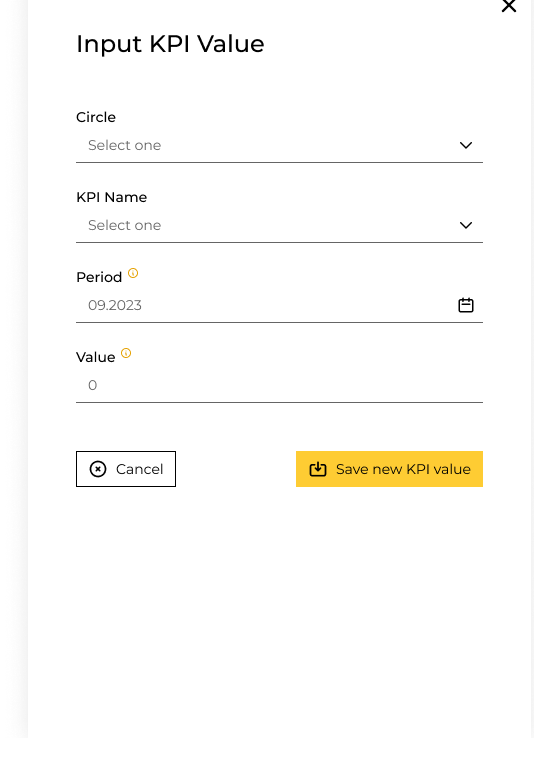 Input KPI Value
Circle
Select one
KPI Name
Select one
Period
09.2023
Value
0
Cancel
Save new KPI value